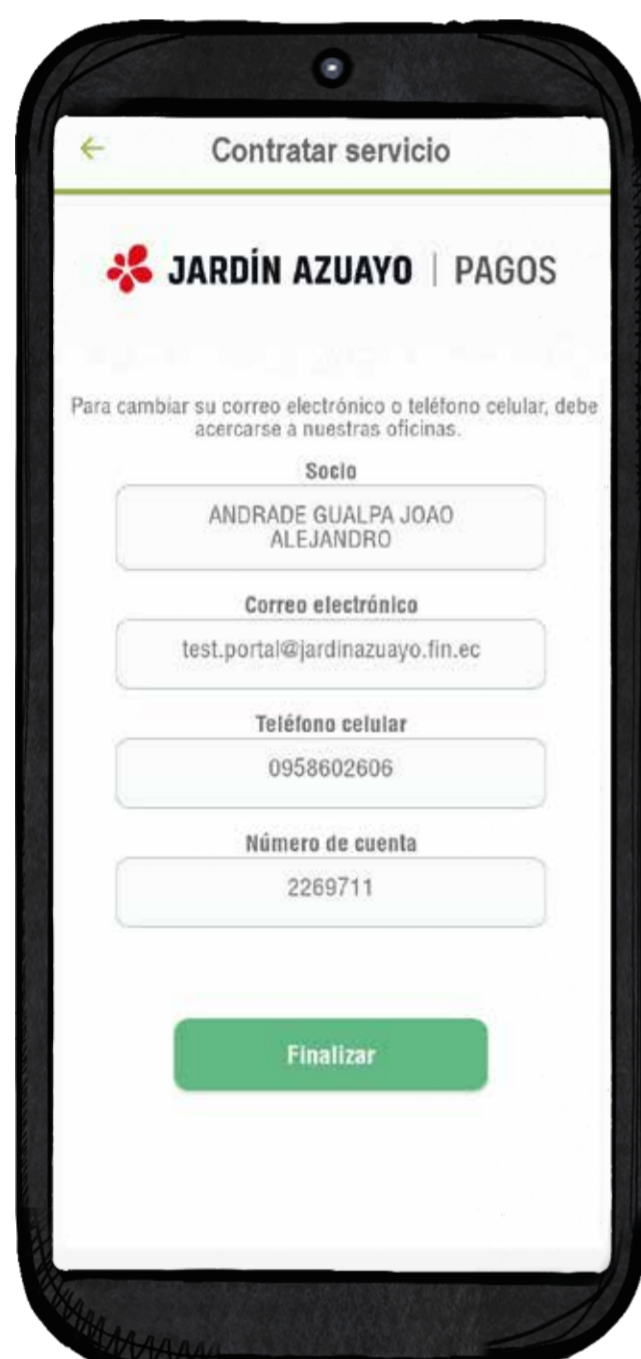 Contratar servicio
JARDÍN AZUAYO | PAGOS
Para cambiar su correo electrónico o teléfono celular, debe
acercarse a nuestras oficinas.
Socio
ANDRADE GUALPA JOAO
ALEJANDRO
Correo electrónico
test.portal@jardinazuayo.fin.ec
Teléfono celular
0958602606
Número de cuenta
2269711
Finalizar